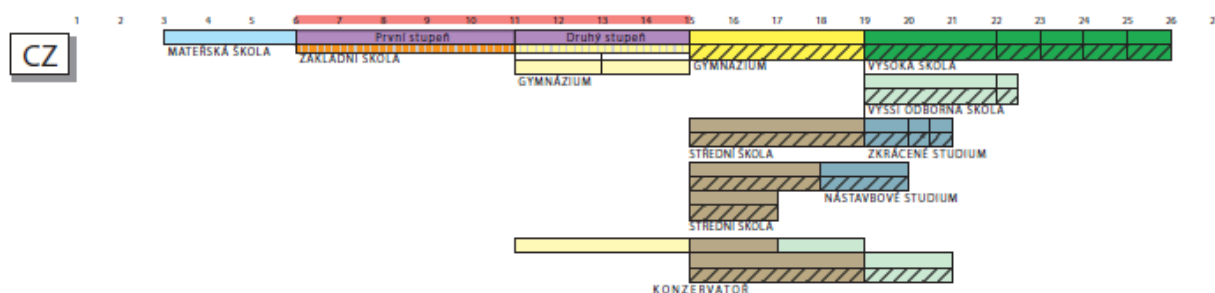 1 2 3 4 5 6 7 8 9 10 11 12 13 14 15 16 17 18 19 20 21 22 23 24 25 26 2
CZ
První stupeň Druhý stupeň
MATEŘSKÁ ŠKOLA ZÁKLADNÍ ŠKOLA GYMNÁZIUM VYSOKÁ ŠKOLA
GYMNÁZIUM
VYŠŠÍ ODBORNÁ ŠKOLA
STŘEDNÍ ŠKOLA ZKRÁCENÉ STUDIUM
NÁSTAVBOVÉ STUDIUM
STŘEDNÍ ŠKOLA
KONZERVATOŘ